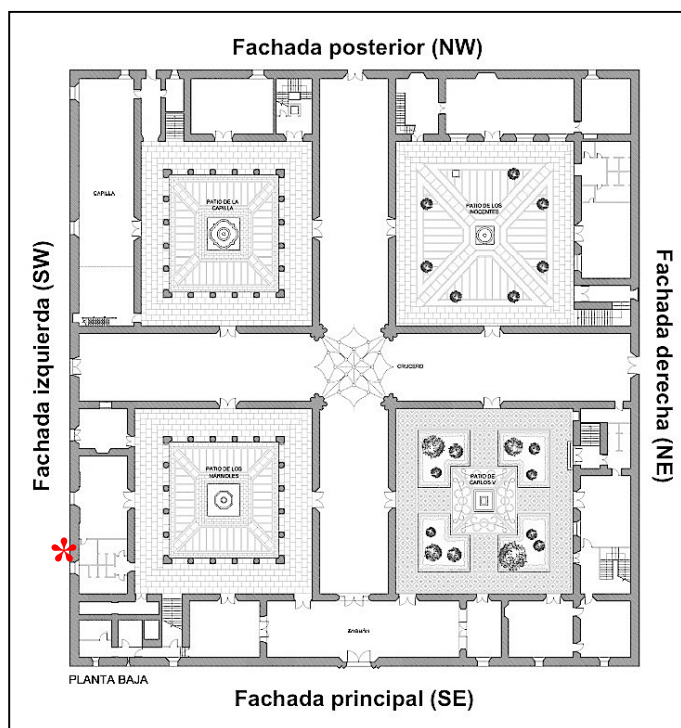 Fachada posterior (NW)
CAPILLA
PATIO DE LA
CAPILLA
PATIO DE LOS
INOCENTES
Fachada izquierda (SW)
Fachada derecha (NE)
CRUCERO
PATIO DE LOS
MÁRMOLES
PATIO DE
CARLOS V
ZAGUÁN
PLANTA BAJA
Fachada principal (SE)